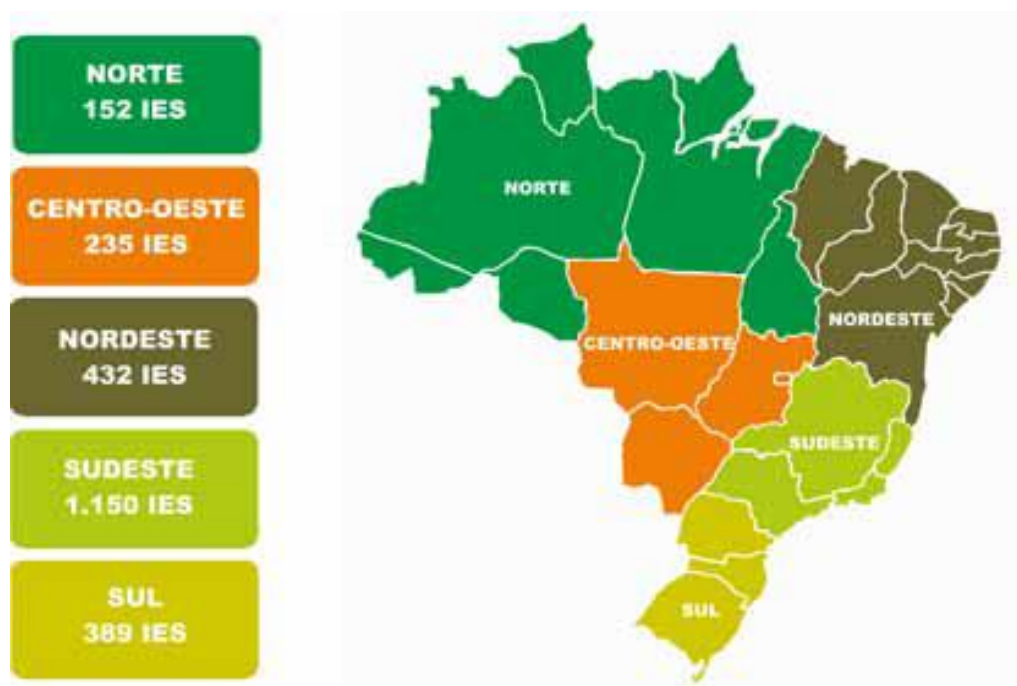 NORTE
152 IES
CENTRO-OESTE
235 IES
NORDESTE
432 IES
SUDESTE
1.150 IES
SUL
389 IES
NORTE
NORDESTE
CENTRO-OESTE
SUDESTE
SUL